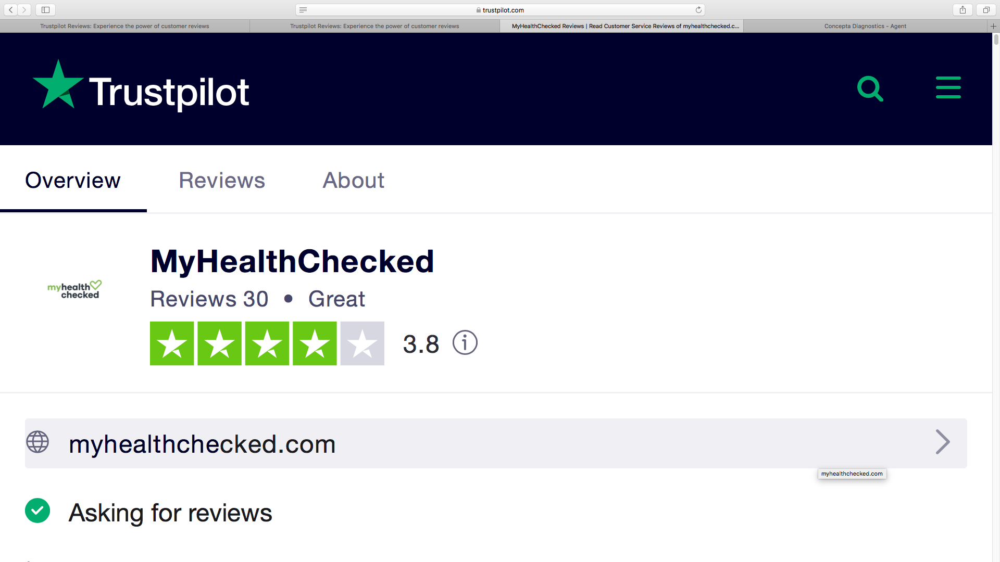 trustpilot.com
Trustpilot Reviews: Experience the power of customer reviews
Trustpilot Reviews: Experience the power of customer reviews
MyHealthChecked Reviews | Read Customer Service Reviews of myhealthchecked.c...
Concepta Diagnostics - Agent
Trustpilot
Overview
Reviews
About
myhealth
checked
MyHealthChecked
Reviews 30 • Great
3.8
myhealthchecked.com
myhealthchecked.com
Asking for reviews